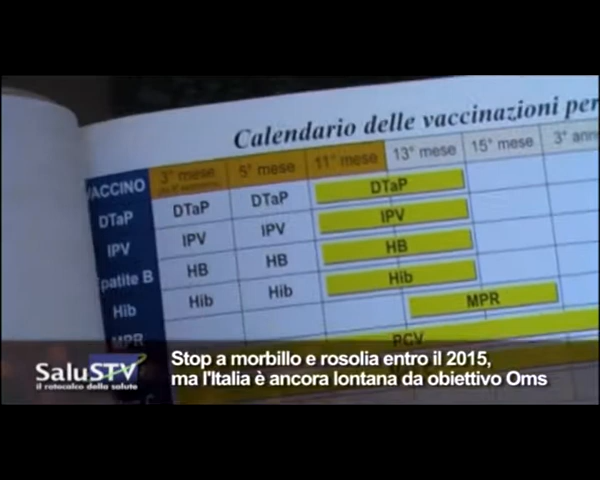 Calendario delle vaccinazioni per
VACCINO 3° mese 5° mese 11° mese 13° mese 15° mese 3° anno
DTaP DTaP DTaP DTaP
IPV IPV IPV IPV
patite B HB HB HB
Hib Hib Hib Hib
MPR MPR
PCV
SaluSTV
il rotocalco della salute
Stop a morbillo e rosolia entro il 2015,
ma l'Italia è ancora lontana da obiettivo Oms